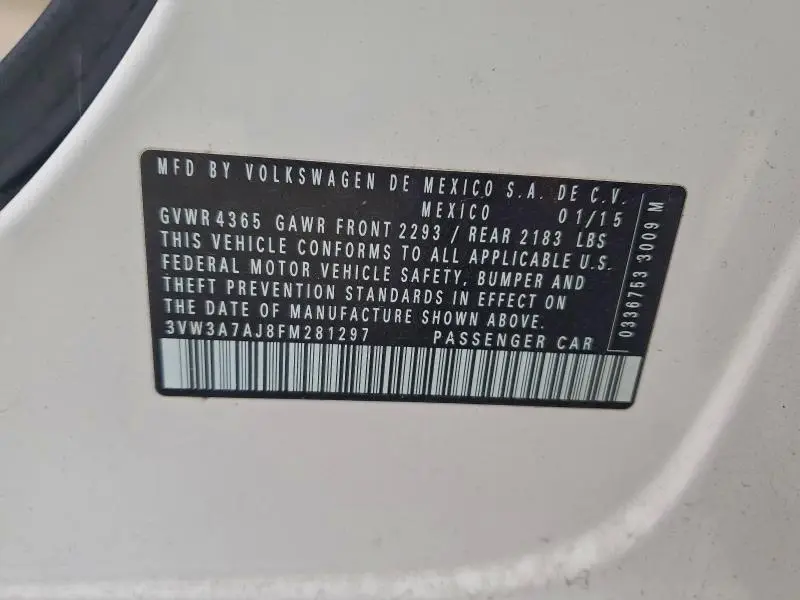 MFD BY VOLKSWAGEN DE MEXICO S.A. DE C.V.
MEXICO 01/15
GVWR 4365 GAWR FRONT 2293 / REAR 2183 LBS
THIS VEHICLE CONFORMS TO ALL APPLICABLE U.S.
FEDERAL MOTOR VEHICLE SAFETY, BUMPER AND
THEFT PREVENTION STANDARDS IN EFFECT ON
THE DATE OF MANUFACTURE SHOWN ABOVE.
3VW3A7AJ8FM281297 PASSENGER CAR
0336753 3009 M